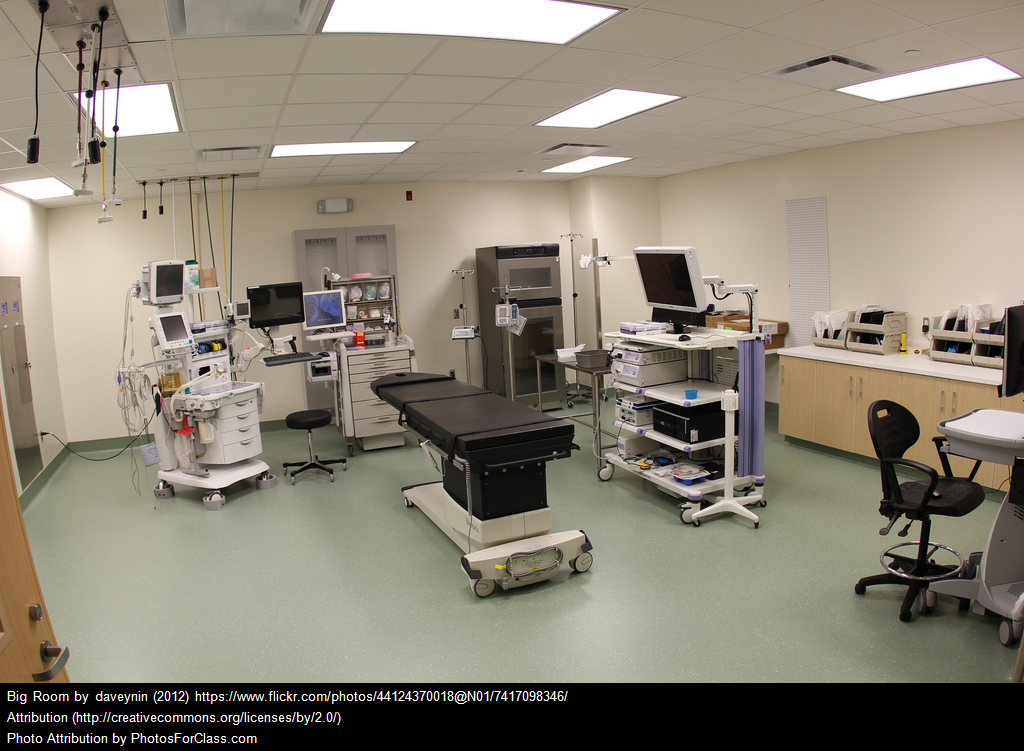 Big Room by daveynin (2012) https://www.flickr.com/photos/44124370018@N01/7417098346/
Attribution (http://creativecommons.org/licenses/by/2.0/)
Photo Attribution by PhotosForClass.com